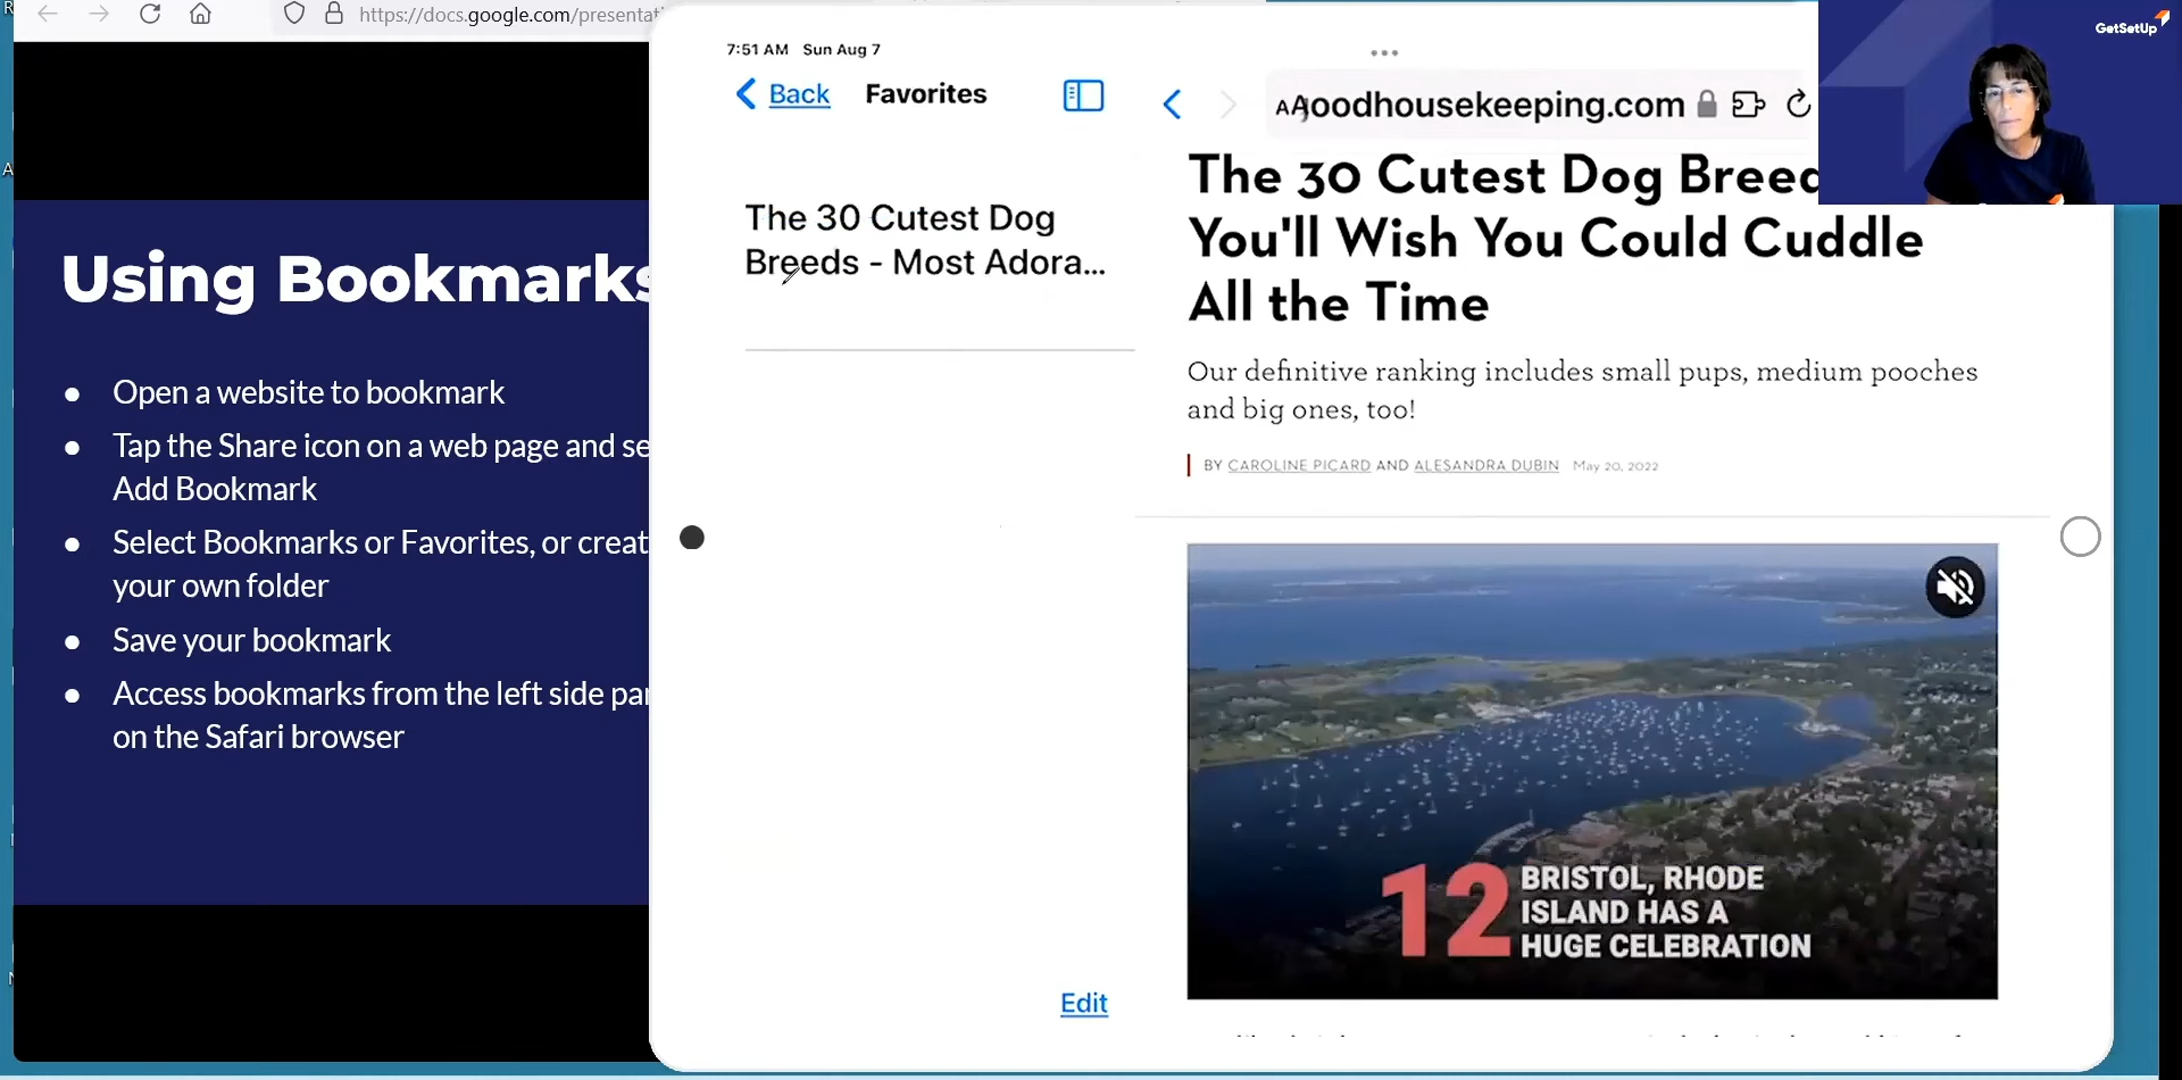 https://docs.google.com/presentati
Using Bookmarks
Open a website to bookmark
Tap the Share icon on a web page and se
Add Bookmark
Select Bookmarks or Favorites, or creat
your own folder
Save your bookmark
Access bookmarks from the left side pan
on the Safari browser
7:51 AM Sun Aug 7
Back Favorites
The 30 Cutest Dog
Breeds - Most Adora...
Edit
AA oodhousekeeping.com
The 30 Cutest Dog Breed
You'll Wish You Could Cuddle
All the Time
Our definitive ranking includes small pups, medium pooches
and big ones, too!
BY CAROLINE PICARD AND ALESANDRA DUBIN May 20, 2022
12 BRISTOL, RHODE
ISLAND HAS A
HUGE CELEBRATION
GetSetUp